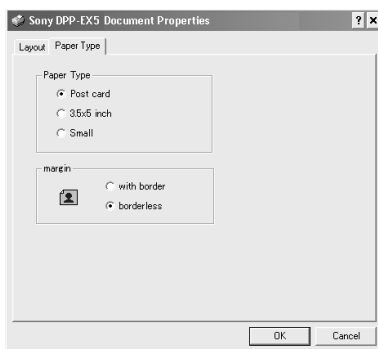 Sony DPP-EX5 Document Properties
Layout Paper Type
Paper Type
Post card
3.5x5 inch
Small
margin
with border
borderless
OK Cancel